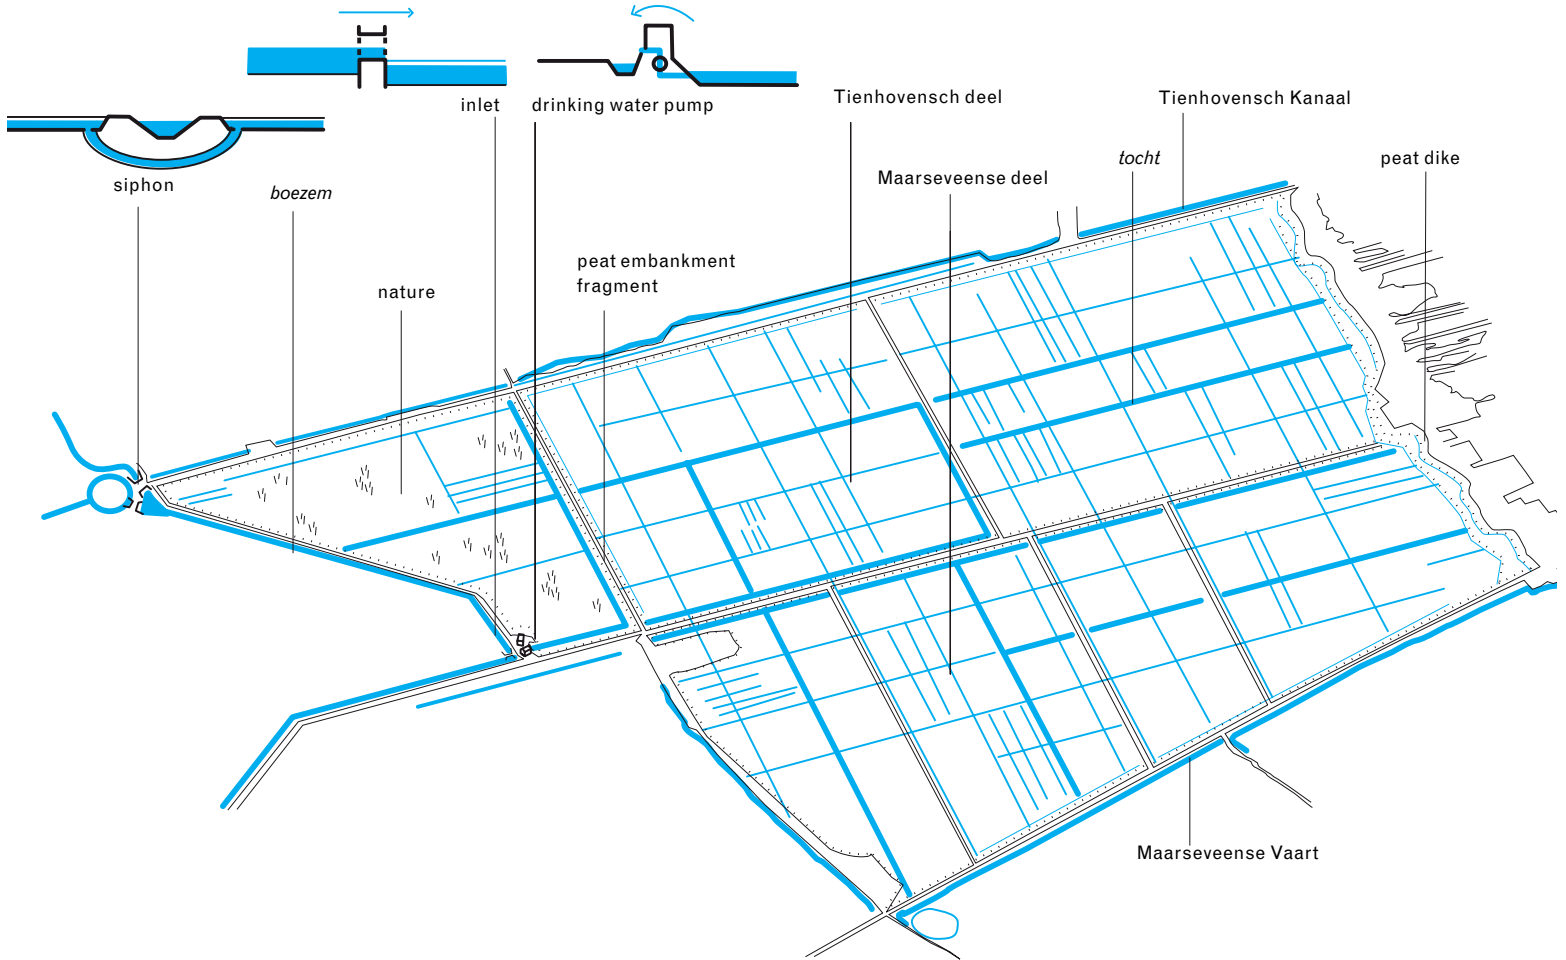 inlet
drinking water pump
Tienhovensch deel
Tienhovensch Kanaal
siphon
boezem
Maarseveense deel
tocht
peat dike
peat embankment
fragment
nature
Maarseveense Vaart